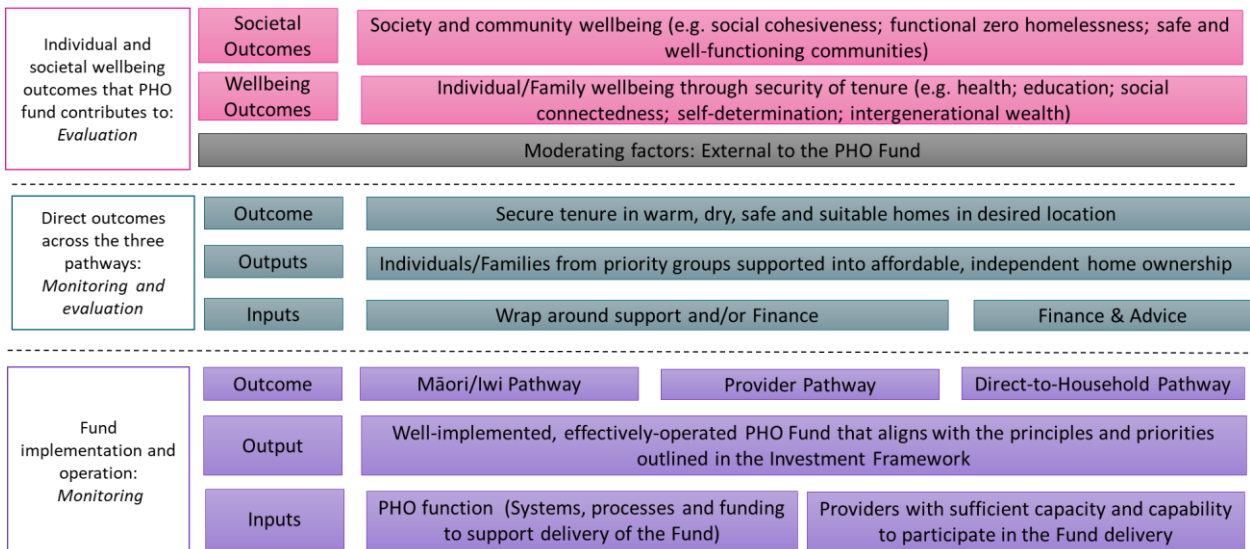 Individual and
societal wellbeing
outcomes that PHO
fund contributes to:
Evaluation
Societal
Outcomes
Society and community wellbeing (e.g. social cohesiveness; functional zero homelessness; safe and
well-functioning communities)
Wellbeing
Outcomes
Individual/Family wellbeing through security of tenure (e.g. health; education; social
connectedness; self-determination; intergenerational wealth)
Moderating factors: External to the PHO Fund
Direct outcomes
across the three
pathways:
Monitoring and
evaluation
Outcome
Secure tenure in warm, dry, safe and suitable homes in desired location
Outputs
Individuals/Families from priority groups supported into affordable, independent home ownership
Inputs
Wrap around support and/or Finance
Finance & Advice
Fund
implementation and
operation:
Monitoring
Outcome
Māori/Iwi Pathway
Provider Pathway
Direct-to-Household Pathway
Output
Well-implemented, effectively-operated PHO Fund that aligns with the principles and priorities
outlined in the Investment Framework
Inputs
PHO function (Systems, processes and funding
to support delivery of the Fund)
Providers with sufficient capacity and capability
to participate in the Fund delivery